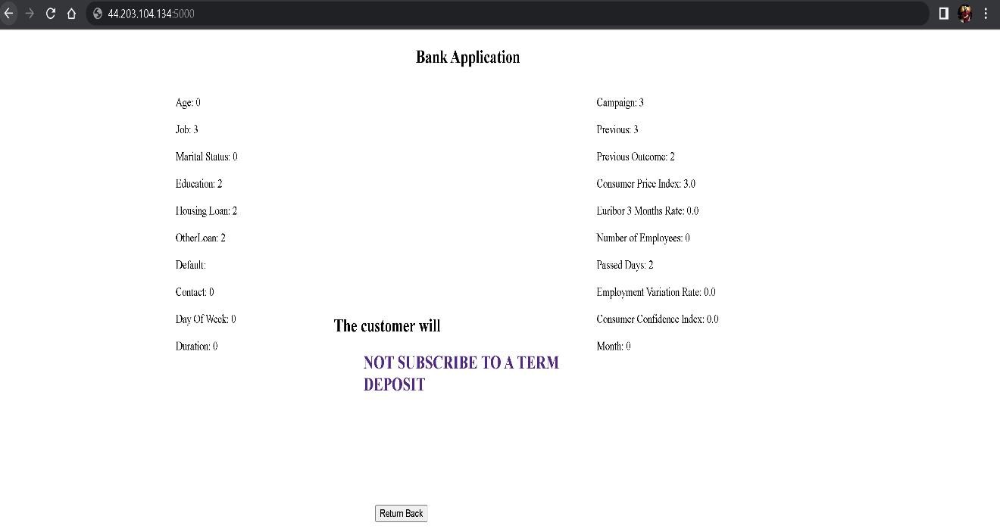 44.203.104.134:5000
Bank Application
Age: 0
Job: 3
Marital Status: 0
Education: 2
Housing Loan: 2
OtherLoan: 2
Default:
Contact: 0
Day Of Week: 0
Duration: 0
The customer will
NOT SUBSCRIBE TO A TERM
DEPOSIT
Campaign: 3
Previous: 3
Previous Outcome: 2
Consumer Price Index: 3.0
Euribor 3 Months Rate: 0.0
Number of Employees: 0
Passed Days: 2
Employment Variation Rate: 0.0
Consumer Confidence Index: 0.0
Month: 0
Return Back